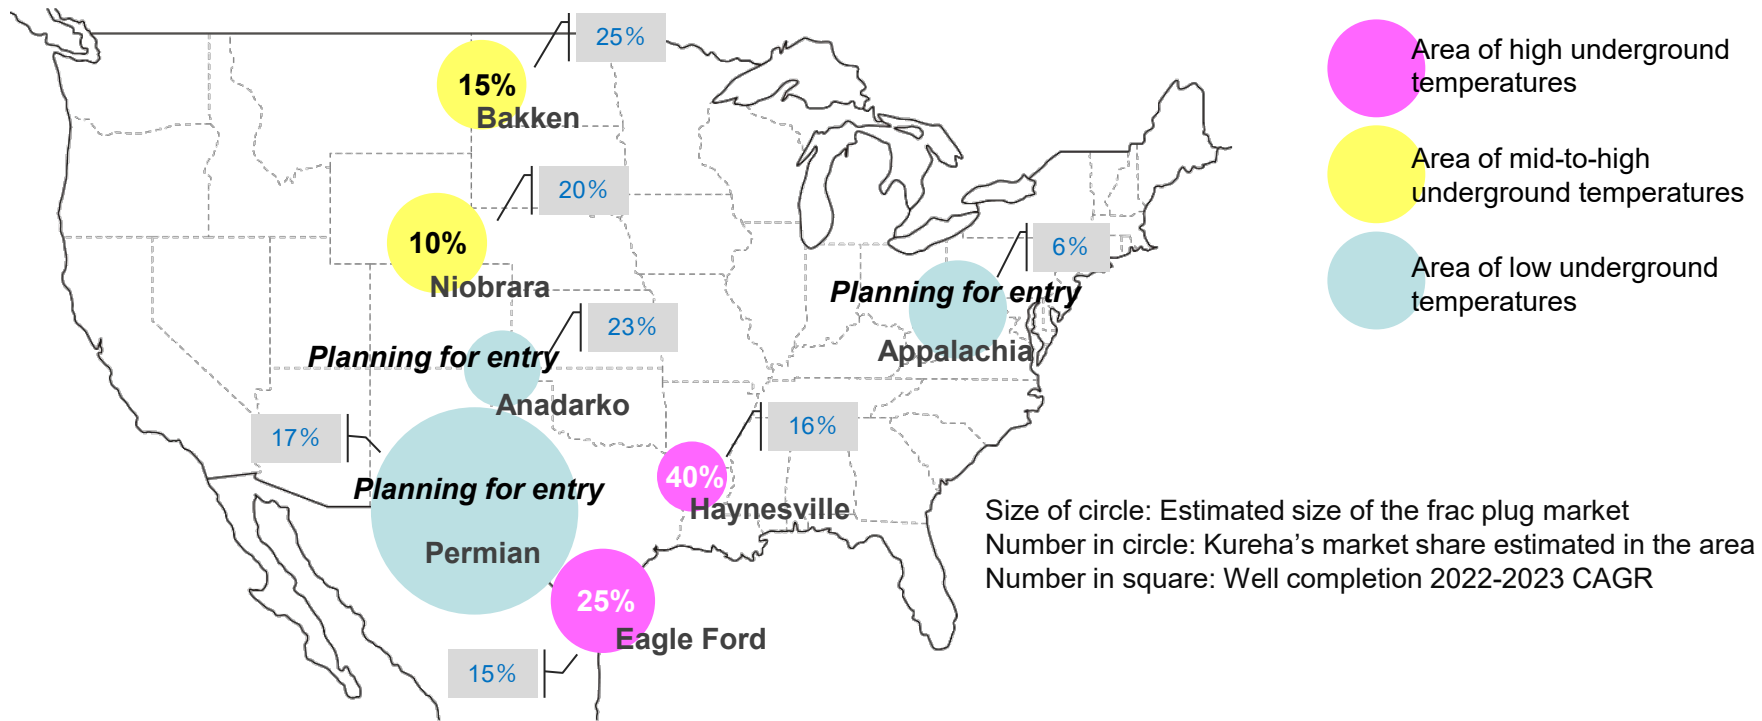 25%
15%
Bakken
20%
10%
Niobrara
6%
Planning for entry
Appalachia
23%
Planning for entry
Anadarko
17%
Planning for entry
Permian
16%
40%
Haynesville
25%
Eagle Ford
15%
Area of high underground
temperatures
Area of mid-to-high
underground temperatures
Area of low underground
temperatures
Size of circle: Estimated size of the frac plug market
Number in circle: Kureha's market share estimated in the area
Number in square: Well completion 2022-2023 CAGR